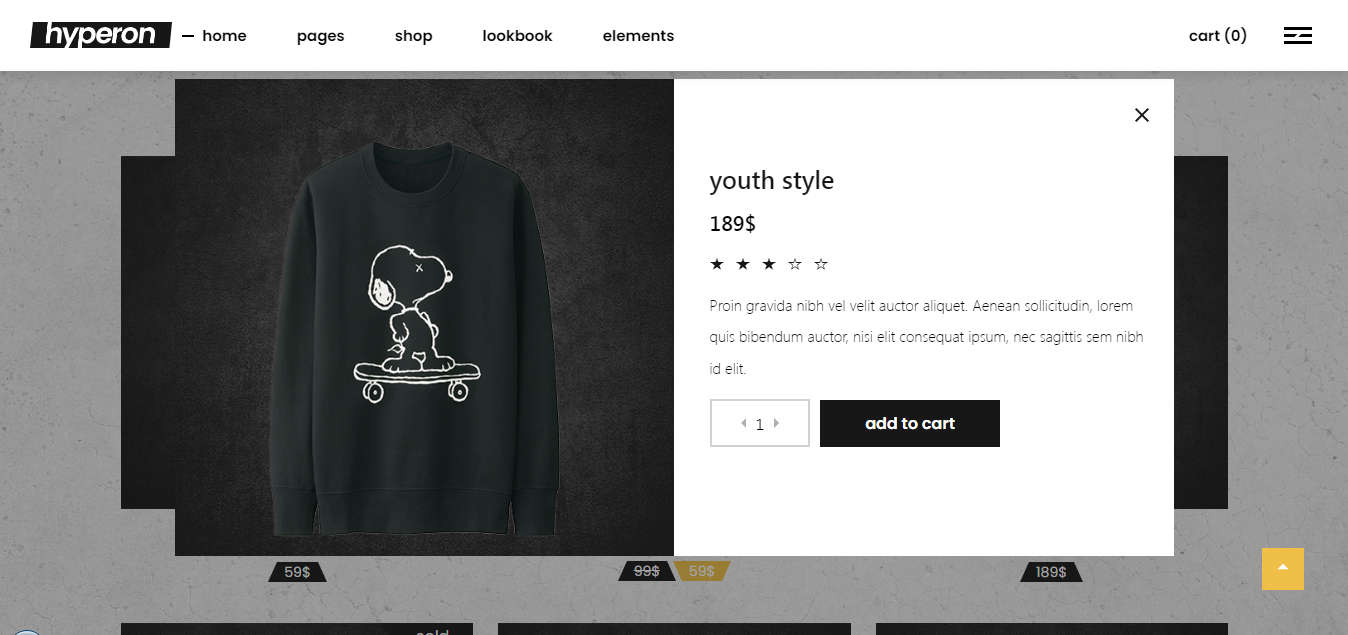 hyperon
home
pages
shop
lookbook
elements
cart (0)
youth style
189$
★ ★ ★ ☆ ☆
Proin gravida nibh vel velit auctor aliquet. Aenean sollicitudin, lorem
quis bibendum auctor, nisi elit consequat ipsum, nec sagittis sem nibh
id elit.
1
add to cart
59$
99$ 59$
189$
sold